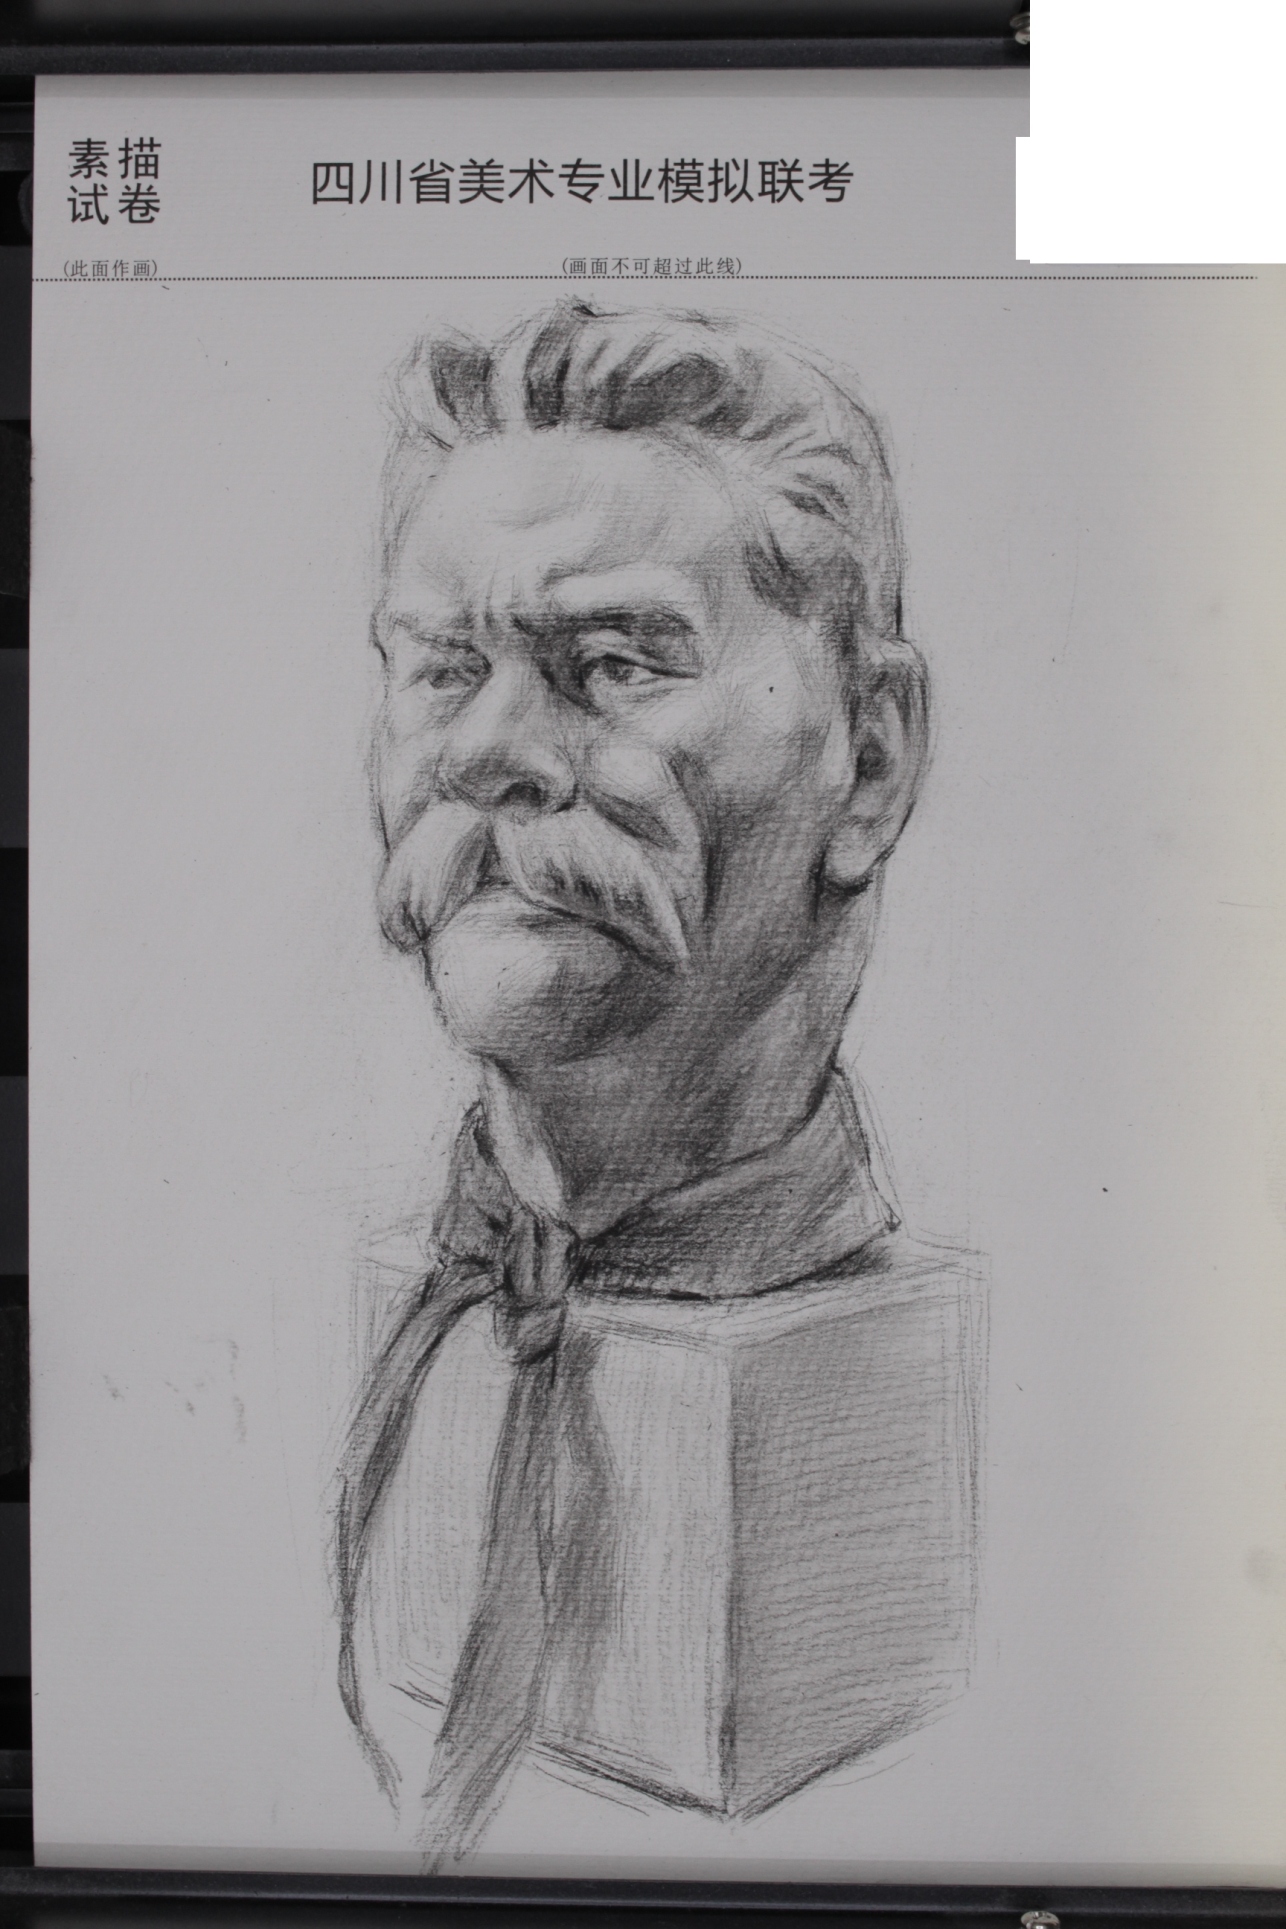 素描
试卷
四川省美术专业模拟联考
(此面作画)
(画面不可超过此线)